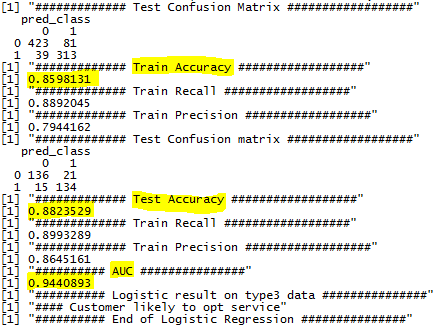 [1] "############# Test Confusion Matrix ##################"
pred_class
0 1
0 423 81
1 39 313
[1] "############# Train Accuracy ##################"
[1] 0.8598131
[1] "############# Train Recall ##################"
[1] 0.8892045
[1] "############# Train Precision ##################"
[1] 0.7944162
[1] "############# Test Confusion matrix ##################"
pred_class
0 1
0 136 21
1 15 134
[1] "############# Test Accuracy ##################"
[1] 0.8823529
[1] "############# Train Recall ##################"
[1] 0.8993289
[1] "############# Train Precision ##################"
[1] 0.8645161
[1] "########## AUC ###############"
[1] 0.9440893
[1] "########## Logistic result on type3 data ###############"
[1] "#### Customer likely to opt service"
[1] "########## End of Logistic Regression ###############"